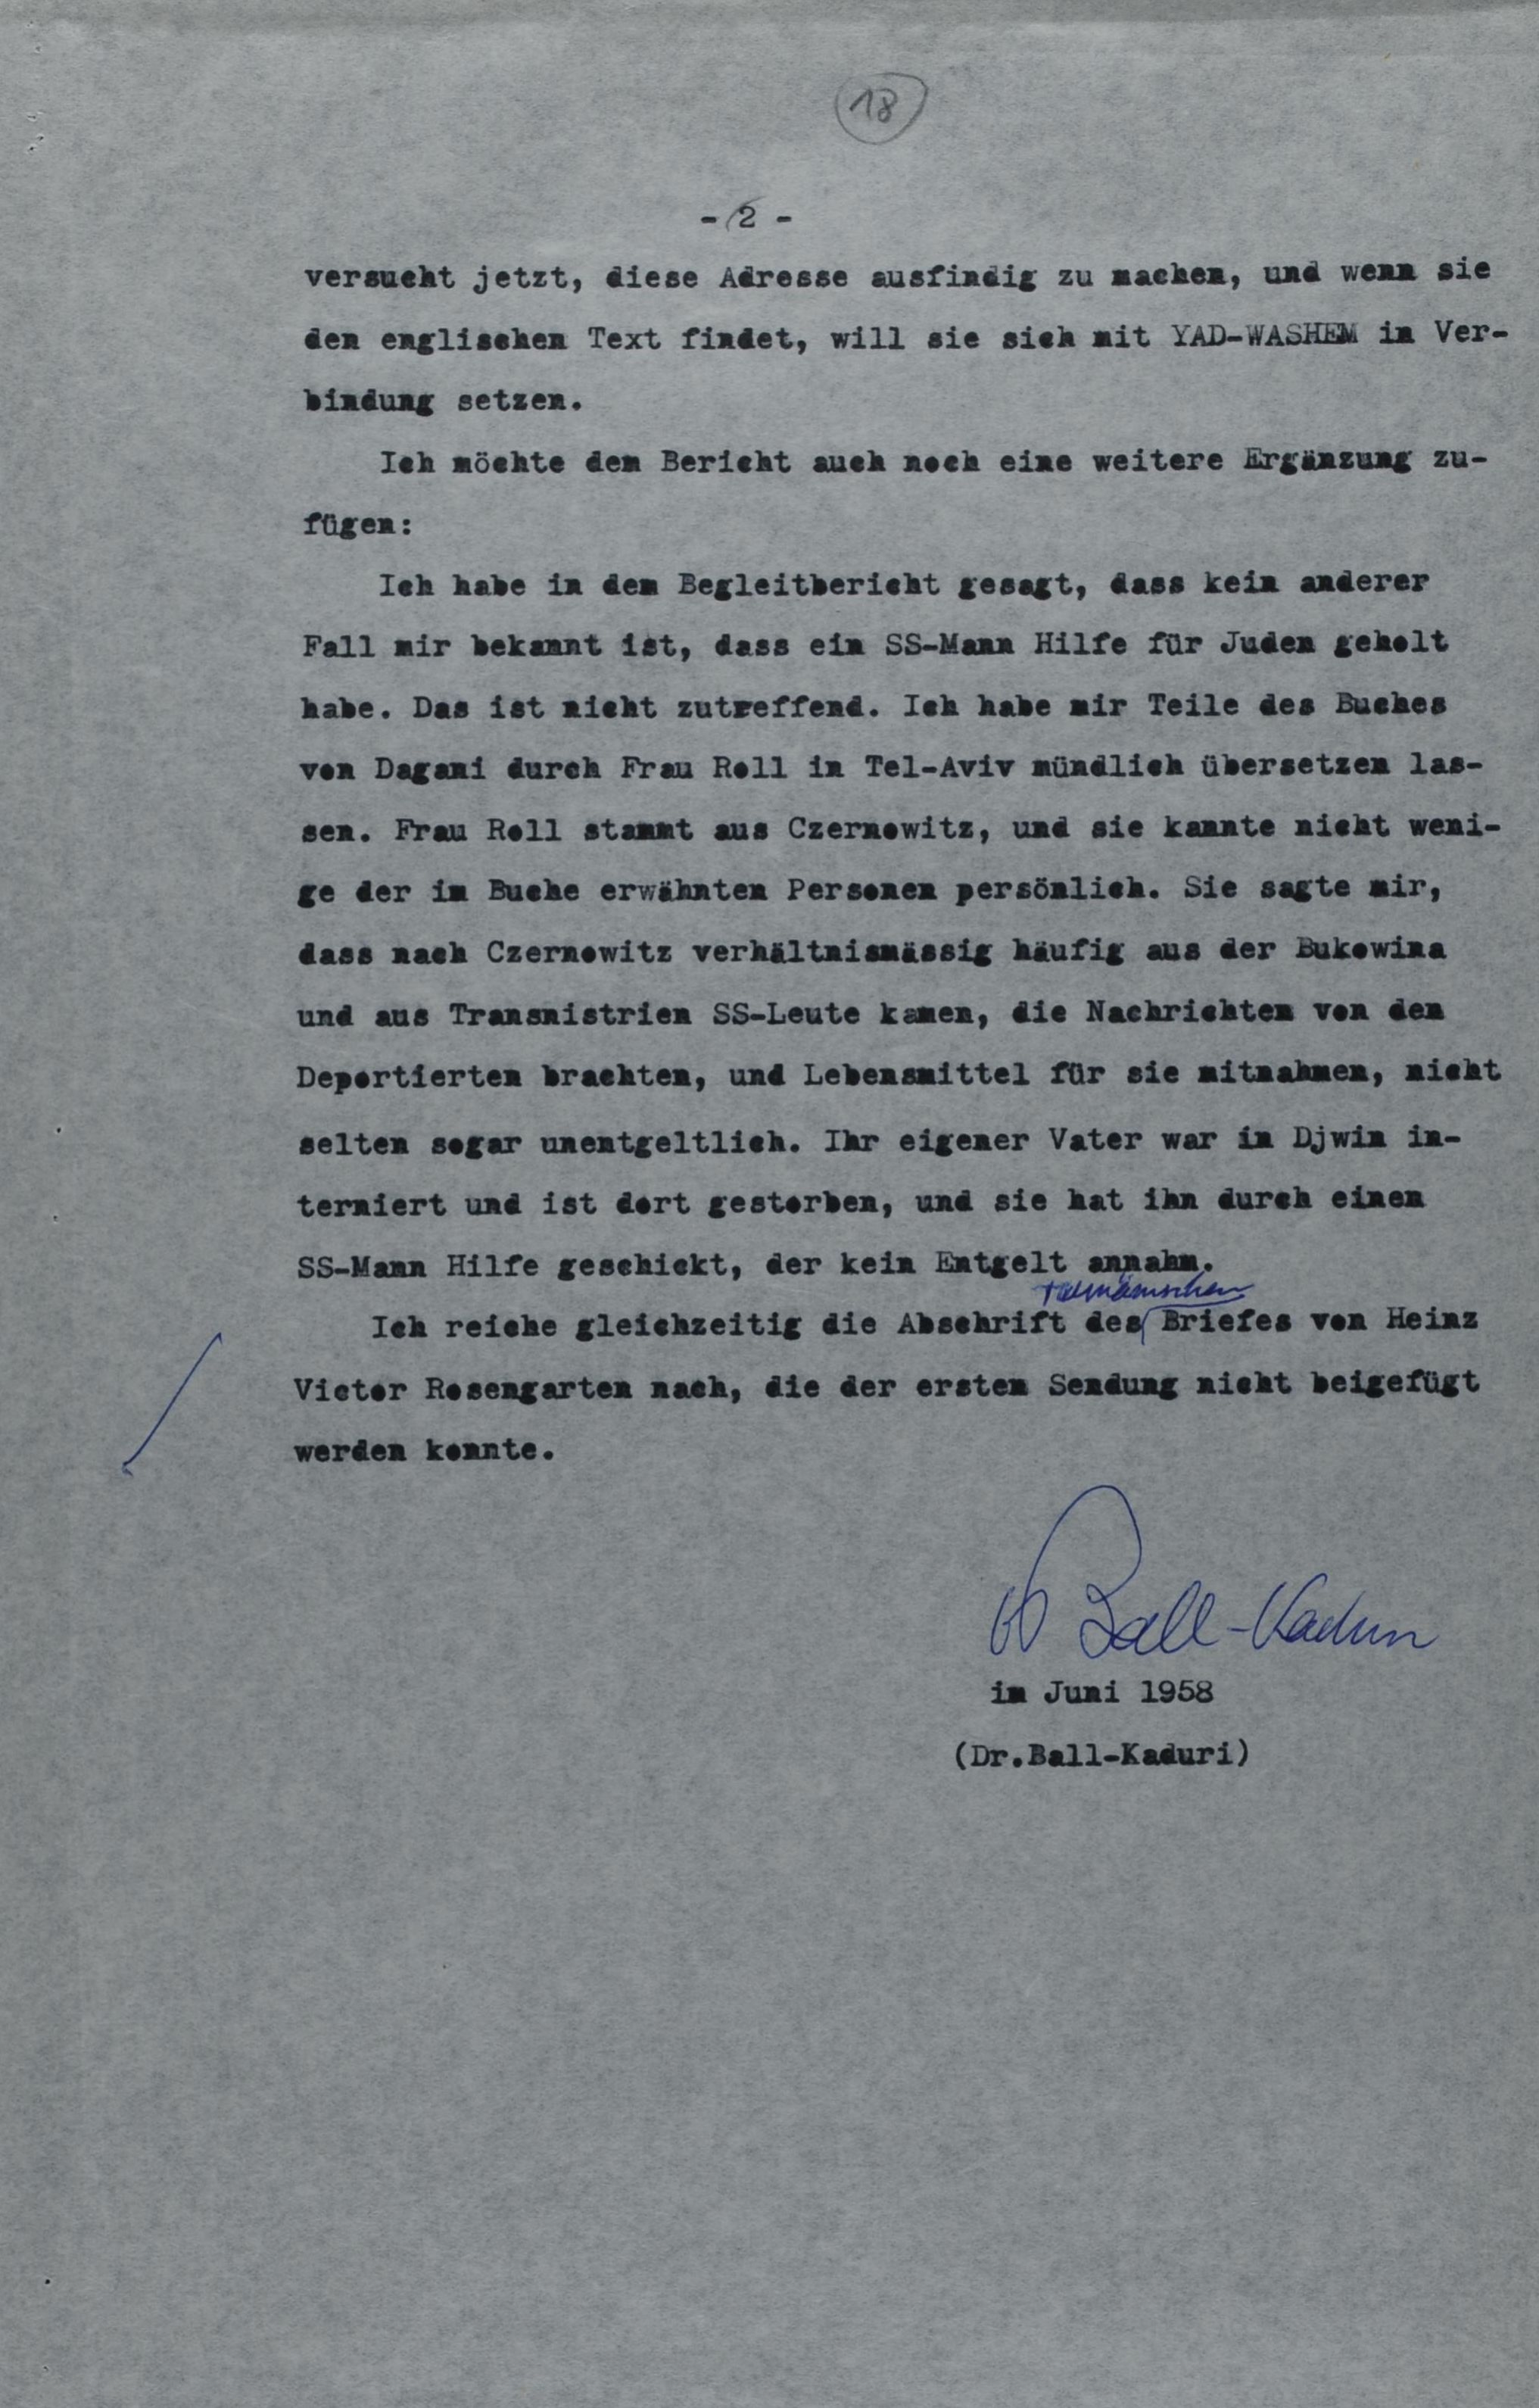 18
- 2 -
versucht jetzt, diese Adresse ausfindig zu machen, und wenn sie
den englischen Text findet, will sie sich mit YAD-WASHEM in Ver-
bindung setzen.
Ich möchte dem Bericht auch noch eine weitere Ergänzung zu-
fügen:
Ich habe in dem Begleitbericht gesagt, dass kein anderer
Fall mir bekannt ist, dass ein SS-Mann Hilfe für Juden geholt
habe. Das ist nicht zutreffend. Ich habe mir Teile des Buches
von Dagani durch Frau Roll in Tel-Aviv mündlich übersetzen las-
sen. Frau Roll stammt aus Czernowitz, und sie kannte nicht weni-
ge der im Buche erwähnten Personen persönlich. Sie sagte mir,
dass nach Czernowitz verhältnismässig häufig aus der Bukowina
und aus Transnistrien SS-Leute kamen, die Nachrichten von den
Deportierten brachten, und Lebensmittel für sie mitnahmen, nicht
selten sogar unentgeltlich. Ihr eigener Vater war in Djwin in-
terniert und ist dort gestorben, und sie hat ihn durch einen
SS-Mann Hilfe geschickt, der kein Entgelt annahm.
rumänischen
Ich reiche gleichzeitig die Abschrift des Briefes von Heinz
Victor Rosengarten nach, die der ersten Sendung nicht beigefügt
werden konnte.
Ball-Kaduri
im Juni 1958
(Dr.Ball-Kaduri)